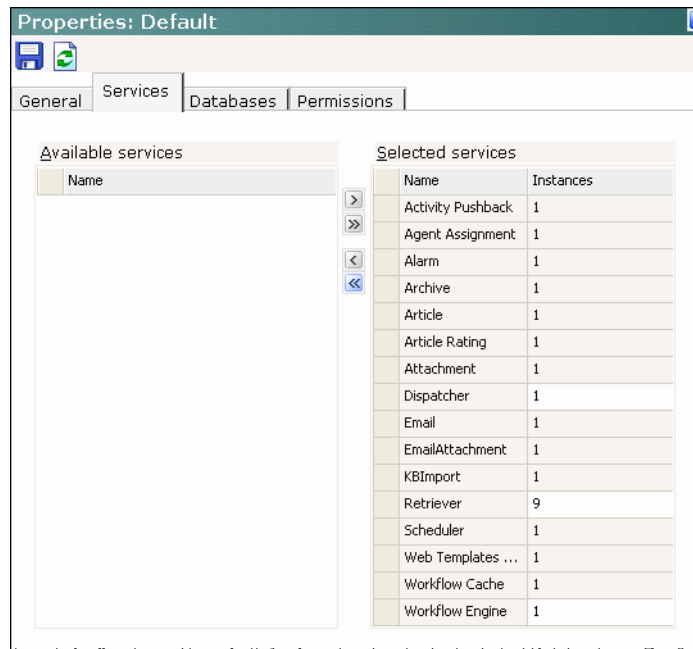 Properties: Default
General Services Databases Permissions
Available services
Name
Selected services
Name Instances
Activity Pushback 1
Agent Assignment 1
Alarm 1
Archive 1
Article 1
Article Rating 1
Attachment 1
Dispatcher 1
Email 1
EmailAttachment 1
KBImport 1
Retriever 9
Scheduler 1
Web Templates ... 1
Workflow Cache 1
Workflow Engine 1